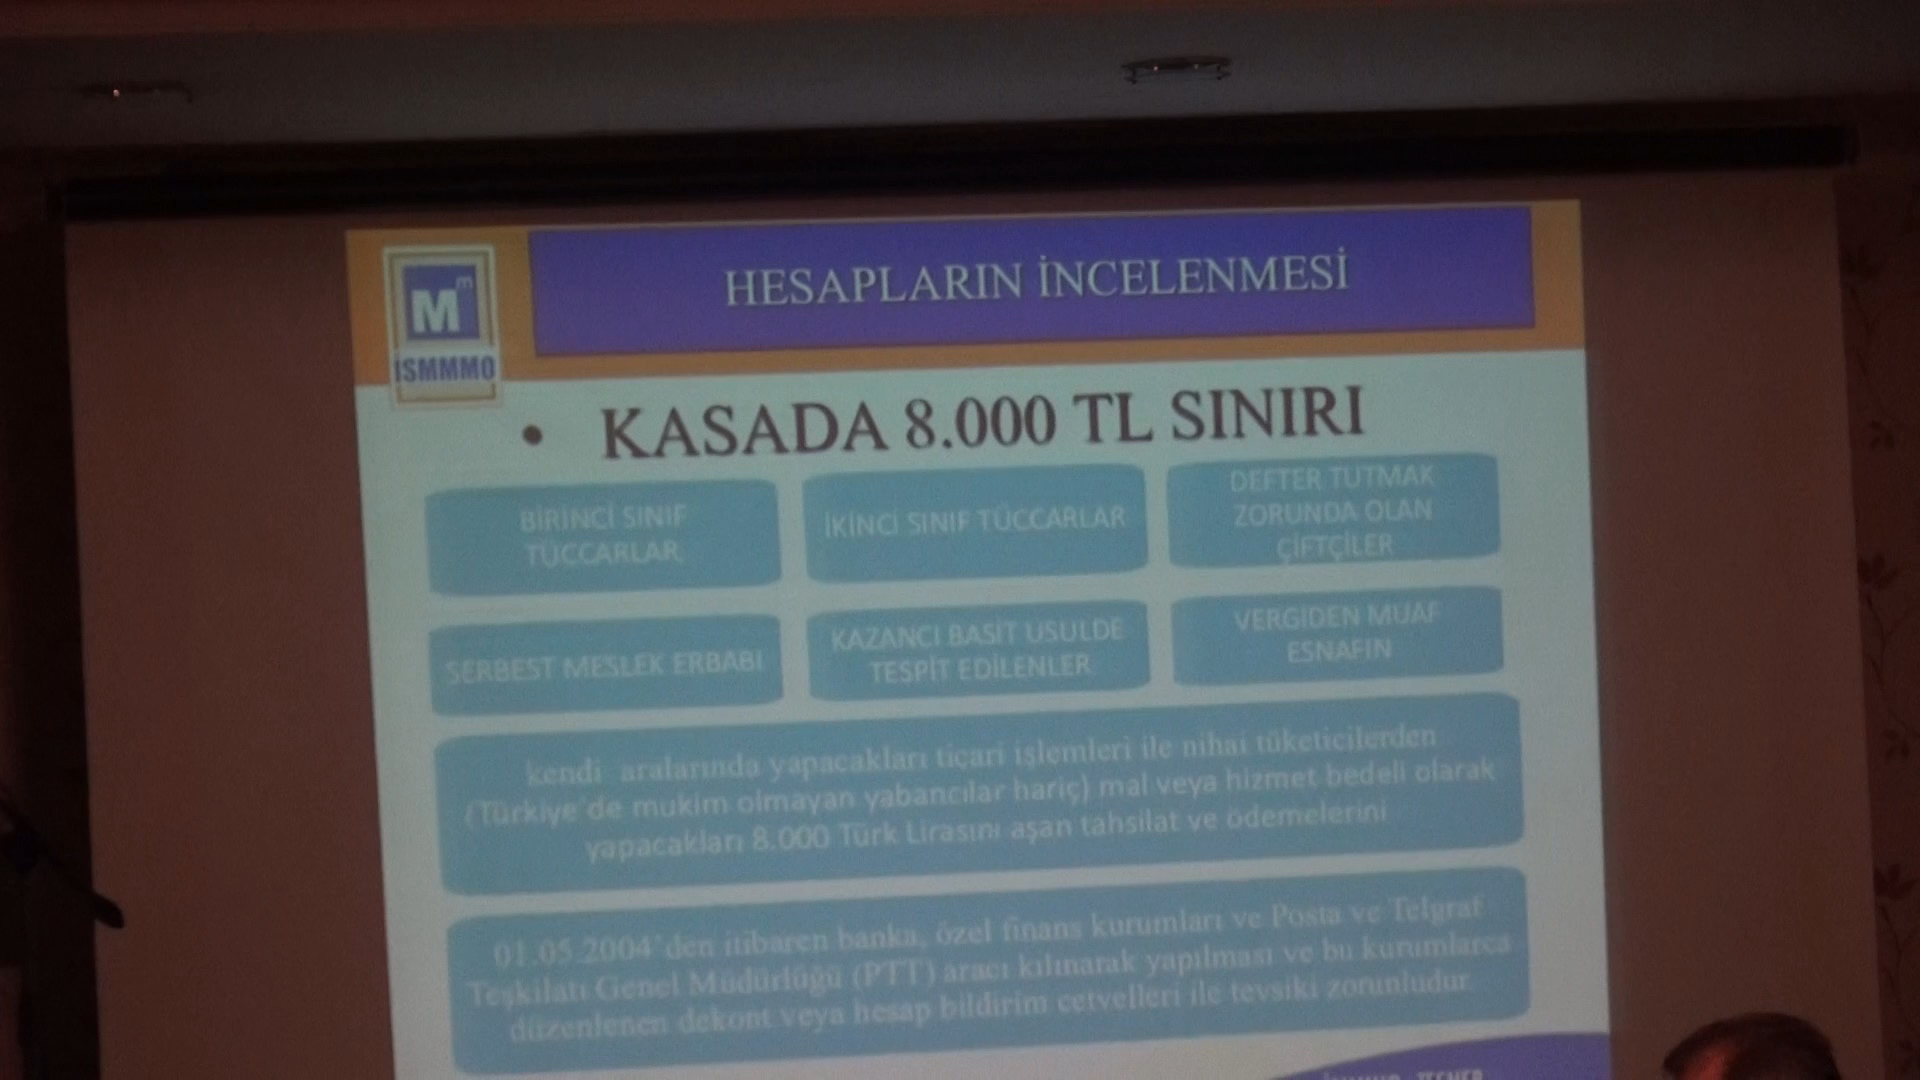 HESAPLARIN İNCELENMESİ
Mm
İSMMMO
• KASADA 8.000 TL SINIRI
BİRİNCİ SINIF
TÜCCARLAR
İKİNCİ SINIF TÜCCARLAR
DEFTER TUTMAK
ZORUNDA OLAN
ÇİFTÇİLER
SERBEST MESLEK ERBABI
KAZANCI BASİT USULDE
TESPİT EDİLENLER
VERGİDEN MUAF
ESNAFIN
kendi aralarında yapacakları ticari işlemleri ile nihai tüketicilerden
(Türkiye'de mukim olmayan yabancılar hariç) mal veya hizmet bedeli olarak
yapacakları 8.000 Türk Lirasını aşan tahsilat ve ödemelerini
01.05.2004'den itibaren banka, özel finans kurumları ve Posta ve Telgraf
Teşkilatı Genel Müdürlüğü (PTT) aracı kılınarak yapılması ve bu kurumlarca
düzenlenen dekont veya hesap bildirim cetvelleri ile tevsiki zorunludur.